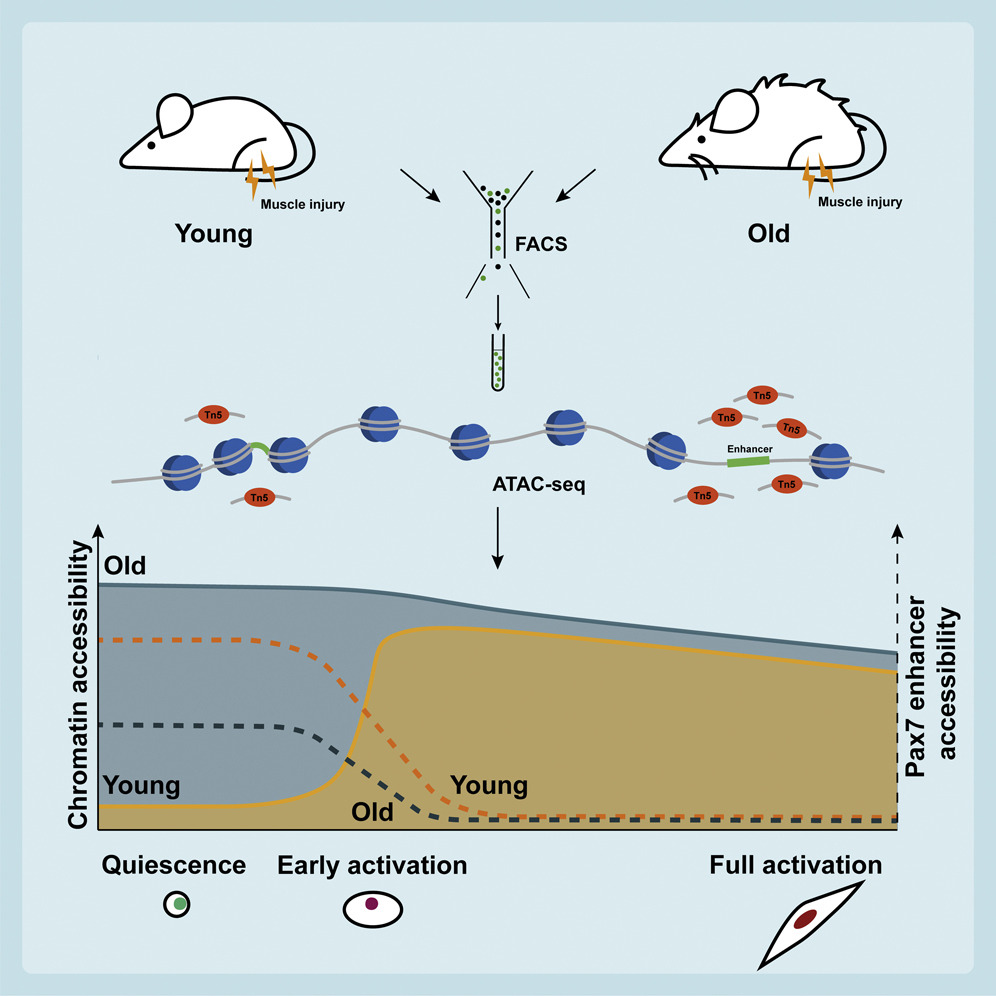 Muscle injury
Young
Muscle injury
Old
FACS
Tn5
Tn5
Tn5
Tn5
Tn5
Enhancer
Tn5
Tn5
ATAC-seq
Chromatin accessibility
Old
Young
Old
Young
Pax7 enhancer
accessibility
Quiescence
Early activation
Full activation